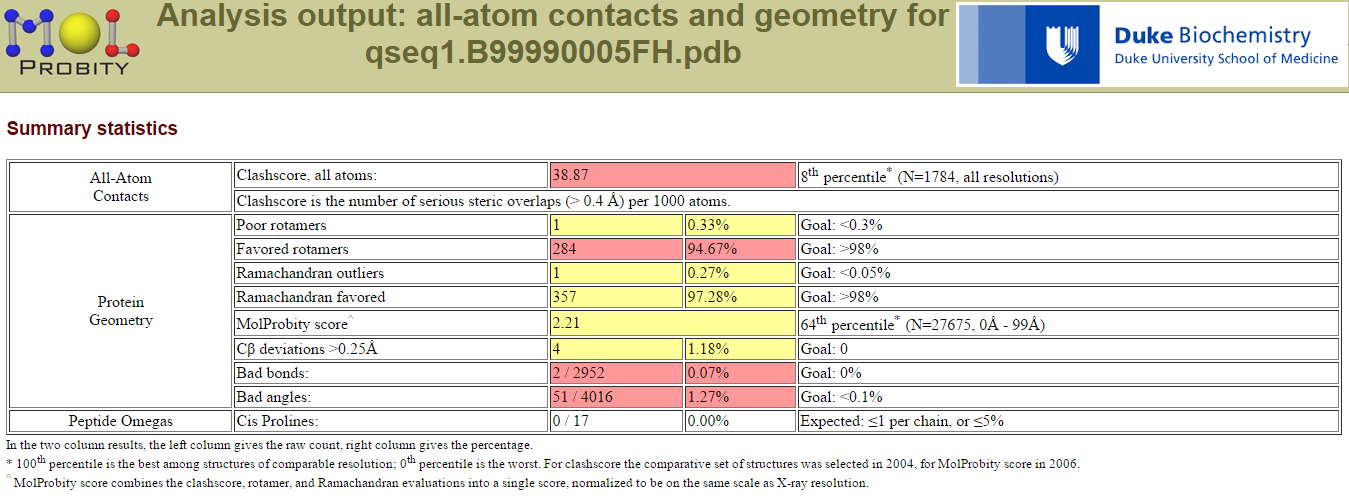 MOL
PROBITY
Analysis output: all-atom contacts and geometry for
qseq1.B99990005FH.pdb
Duke Biochemistry
Duke University School of Medicine
Summary statistics
All-Atom
Contacts
Clashscore, all atoms: 38.87 8th percentile* (N=1784, all resolutions)
Clashscore is the number of serious steric overlaps (> 0.4 Å) per 1000 atoms.
Protein
Geometry
Poor rotamers 1 0.33% Goal: <0.3%
Favored rotamers 284 94.67% Goal: >98%
Ramachandran outliers 1 0.27% Goal: <0.05%
Ramachandran favored 357 97.28% Goal: >98%
MolProbity score^ 2.21 64th percentile* (N=27675, 0Å - 99Å)
Cβ deviations >0.25Å 4 1.18% Goal: 0
Bad bonds: 2 / 2952 0.07% Goal: 0%
Bad angles: 51 / 4016 1.27% Goal: <0.1%
Peptide Omegas Cis Prolines: 0 / 17 0.00% Expected: ≤1 per chain, or ≤5%
In the two column results, the left column gives the raw count, right column gives the percentage.
* 100th percentile is the best among structures of comparable resolution; 0th percentile is the worst. For clashscore the comparative set of structures was selected in 2004, for MolProbity score in 2006.
^ MolProbity score combines the clashscore, rotamer, and Ramachandran evaluations into a single score, normalized to be on the same scale as X-ray resolution.